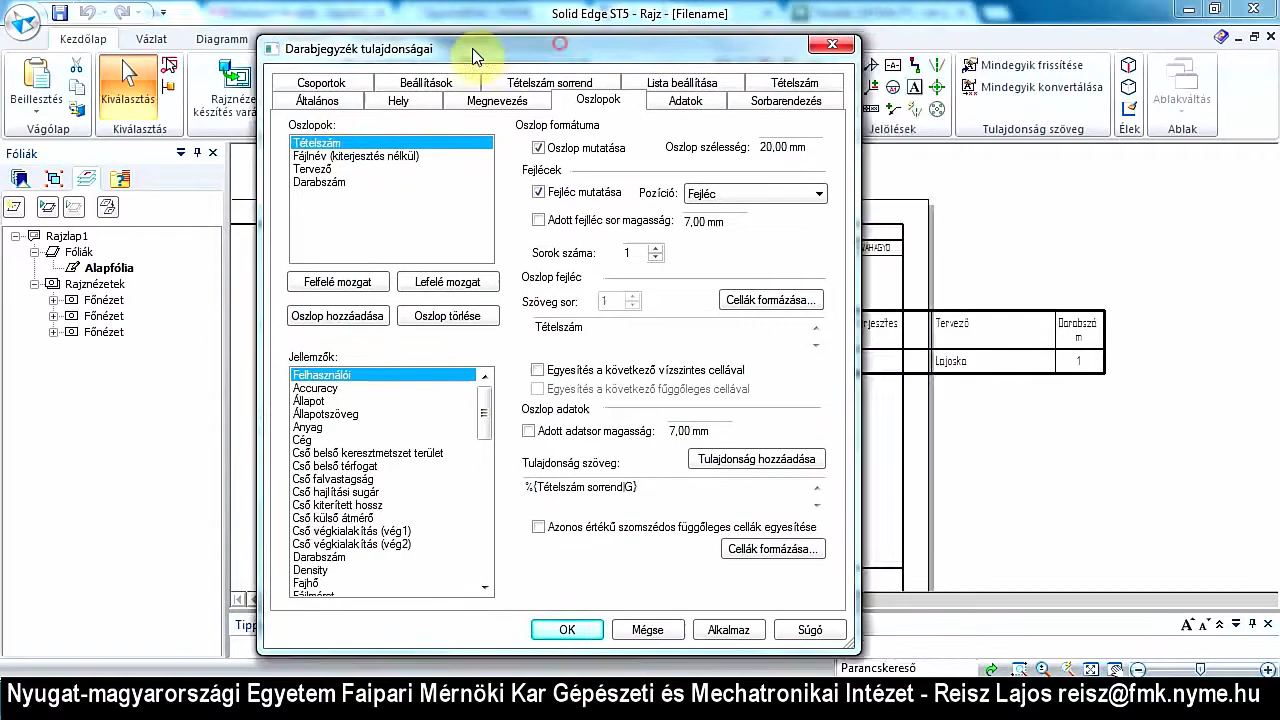 Solid Edge ST5 - Rajz - [Filename]
Kezdőlap
Vázlat
Diagramm
Beillesztés
Vágólap
Kiválasztás
Kiválasztás
Rajznéze
készítés vará
Mindegyik frissítése
Mindegyik konvertálása
Jelölések
Tulajdonság szöveg
Élek
Ablakváltás
Ablak
Fóliák
Rajzlap1
Fóliák
Alapfólia
Rajznézetek
Főnézet
Főnézet
Főnézet
Darabjegyzék tulajdonságai
Csoportok
Beállítások
Tételszám sorrend
Lista beállítása
Tételszám
Általános
Hely
Megnevezés
Oszlopok
Adatok
Sorbarendezés
Oszlopok:
Tételszám
Fájlnév (kiterjesztés nélkül)
Tervező
Darabszám
Felfelé mozgat
Lefelé mozgat
Oszlop hozzáadása
Oszlop törlése
Jellemzők:
Felhasználói
Accuracy
Állapot
Állapotszöveg
Anyag
Cég
Cső belső keresztmetszet terület
Cső belső térfogat
Cső falvastagság
Cső hajlítási sugár
Cső kiterített hossz
Cső külső átmérő
Cső végkialakítás (vég1)
Cső végkialakítás (vég2)
Darabszám
Density
Fajhő
Fájlméret
Oszlop formátuma
Oszlop mutatása
Oszlop szélesség: 20,00 mm
Fejlécek
Fejléc mutatása
Pozíció: Fejléc
Adott fejlléc sor magasság: 7,00 mm
Sorok száma: 1
Oszlop fejléc
Szöveg sor: 1
Cellák formázása...
Tételszám
Egyesítés a következő vízszintes cellával
Egyesítés a következő függőleges cellával
Oszlop adatok
Adott adatsor magasság: 7,00 mm
Tulajdonság szöveg:
Tulajdonság hozzáadása
%{Tételszám sorrend|G}
Azonos értékű szomszédos függőleges cellák egyesítése
Cellák formázása...
OK
Mégse
Alkalmaz
Súgó
rjesztes
Tervező
Darabszá
m
Lajoska
1
Tipp
Parancskereső
Nyugat-magyarországi Egyetem Faipari Mérnöki Kar Gépészeti és Mechatronikai Intézet - Reisz Lajos reisz@fmk.nyme.hu